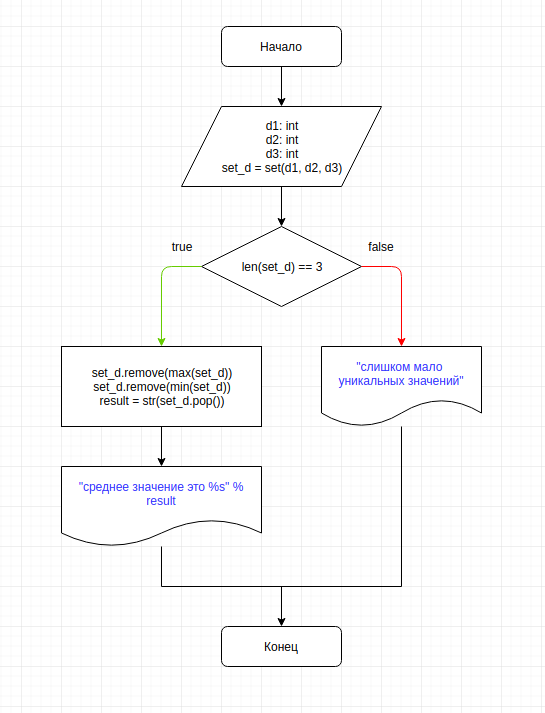 Начало
d1: int
d2: int
d3: int
set_d = set(d1, d2, d3)
len(set_d) == 3
true
false
set_d.remove(max(set_d))
set_d.remove(min(set_d))
result = str(set_d.pop())
"слишком мало
уникальных значений"
"среднее значение это %s" %
result
Конец